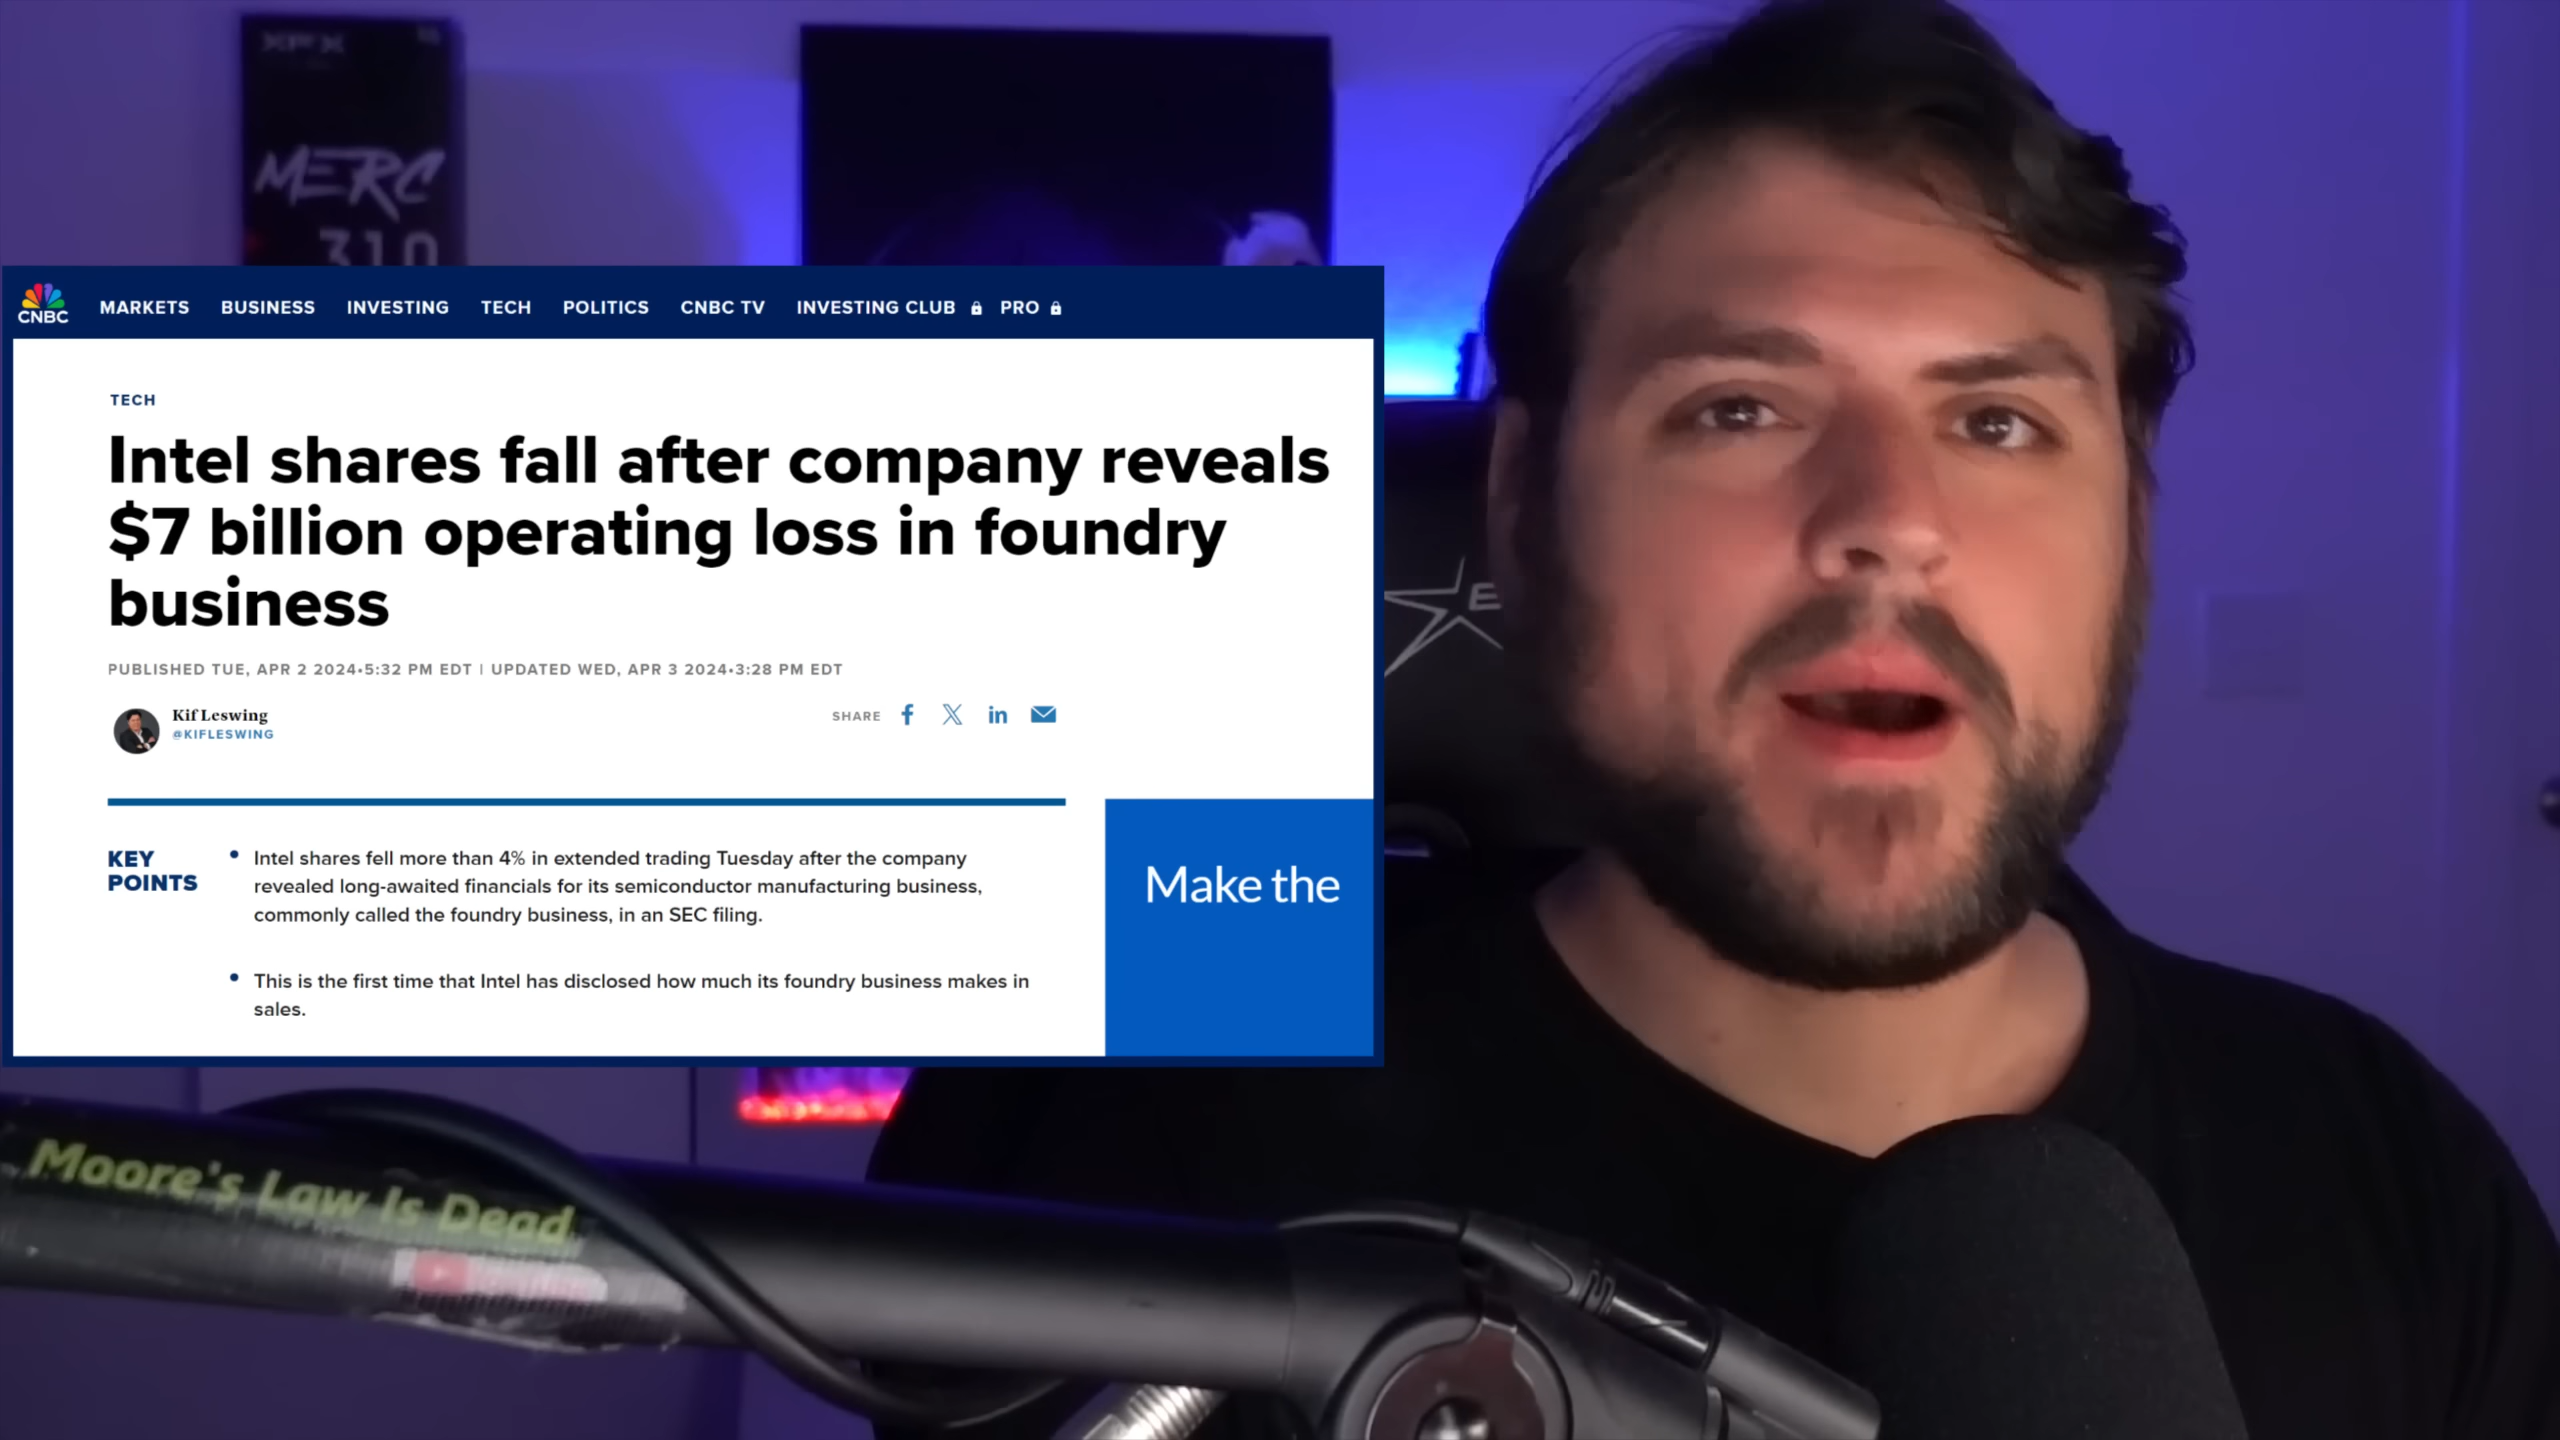 MERC
310
CNBC
MARKETS BUSINESS INVESTING TECH POLITICS CNBC TV INVESTING CLUB PRO
TECH
Intel shares fall after company reveals
$7 billion operating loss in foundry
business
PUBLISHED TUE, APR 2 2024•5:32 PM EDT | UPDATED WED, APR 3 2024•3:28 PM EDT
Kif Leswing
@KIFLESWING
SHARE f X in
KEY
POINTS
• Intel shares fell more than 4% in extended trading Tuesday after the company
revealed long-awaited financials for its semiconductor manufacturing business,
commonly called the foundry business, in an SEC filing.
• This is the first time that Intel has disclosed how much its foundry business makes in
sales.
Make the
E
Moore's Law Is Dead